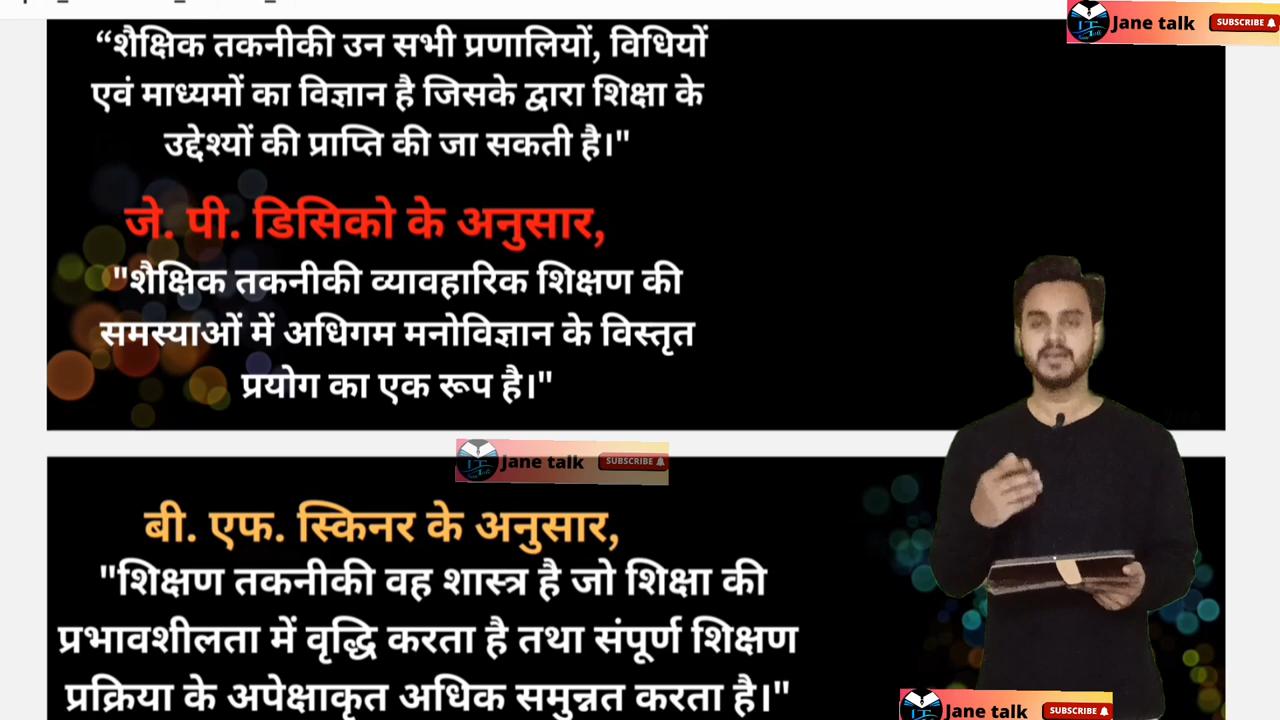 Jane talk SUBSCRIBE
“शैक्षिक तकनीकी उन सभी प्रणालियों, विधियों
एवं माध्यमों का विज्ञान है जिसके द्वारा शिक्षा के
उद्देश्यों की प्राप्ति की जा सकती है।"
जे. पी. डिसिको के अनुसार,
"शैक्षिक तकनीकी व्यावहारिक शिक्षण की
समस्याओं में अधिगम मनोविज्ञान के विस्तृत
प्रयोग का एक रूप है।"
Jane talk SUBSCRIBE
बी. एफ. स्किनर के अनुसार,
"शिक्षण तकनीकी वह शास्त्र है जो शिक्षा की
प्रभावशीलता में वृद्धि करता है तथा संपूर्ण शिक्षण
प्रक्रिया के अपेक्षाकृत अधिक समुन्नत करता है।"
Jane talk SUBSCRIBE